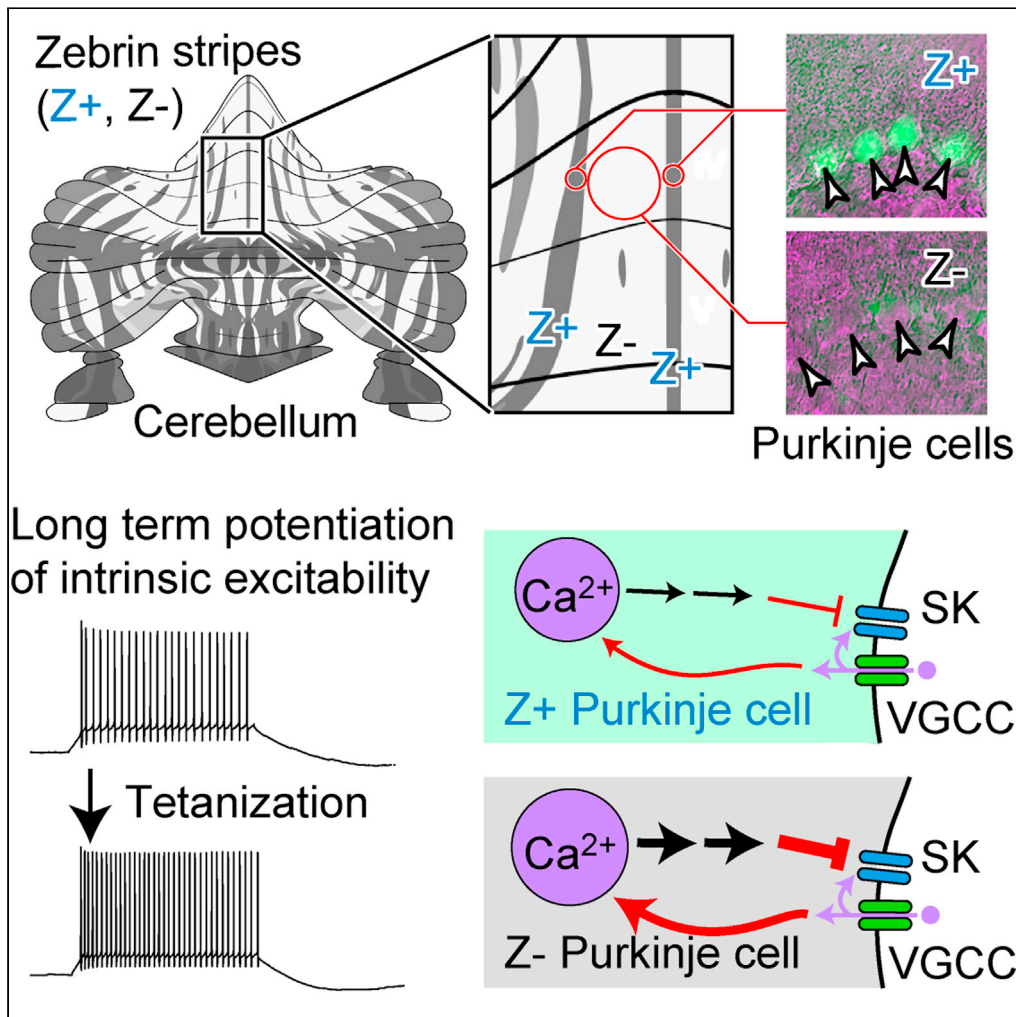 Zebrin stripes
(Z+, Z-)
Cerebellum
IV
V
Z+
Z-
Z+
Z+
Z-
Purkinje cells
Long term potentiation
of intrinsic excitability
Tetanization
Ca2+
SK
VGCC
Z+ Purkinje cell
Ca2+
SK
VGCC
Z- Purkinje cell